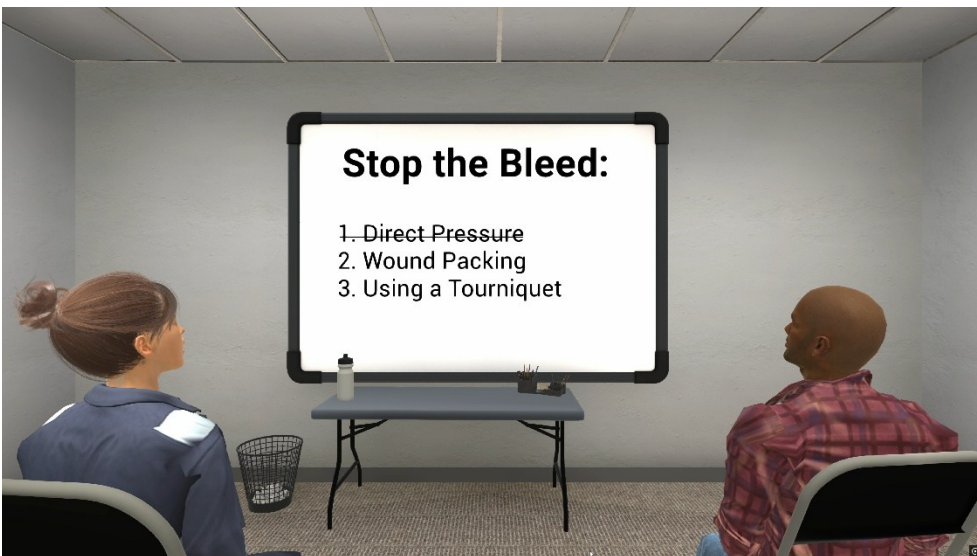 Stop the Bleed:
1. Direct Pressure
2. Wound Packing
3. Using a Tourniquet